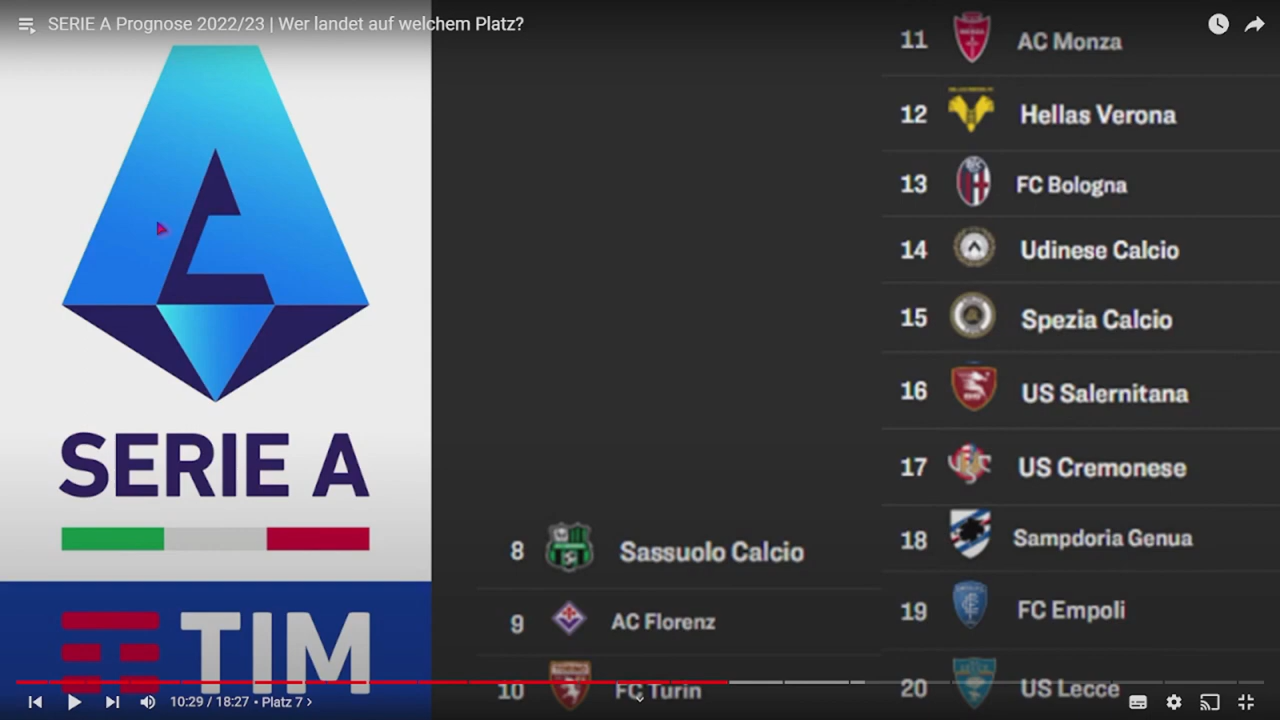 SERIE A Prognose 2022/23 | Wer landet auf welchem Platz?
SERIE A
TIM
8 Sassuolo Calcio
9 AC Florenz
10 FC Turin
11 AC Monza
12 Hellas Verona
13 FC Bologna
14 Udinese Calcio
15 Spezia Calcio
16 US Salernitana
17 US Cremonese
18 Sampdoria Genua
19 FC Empoli
20 US Lecce
10:29 / 18:27 • Platz 7 >